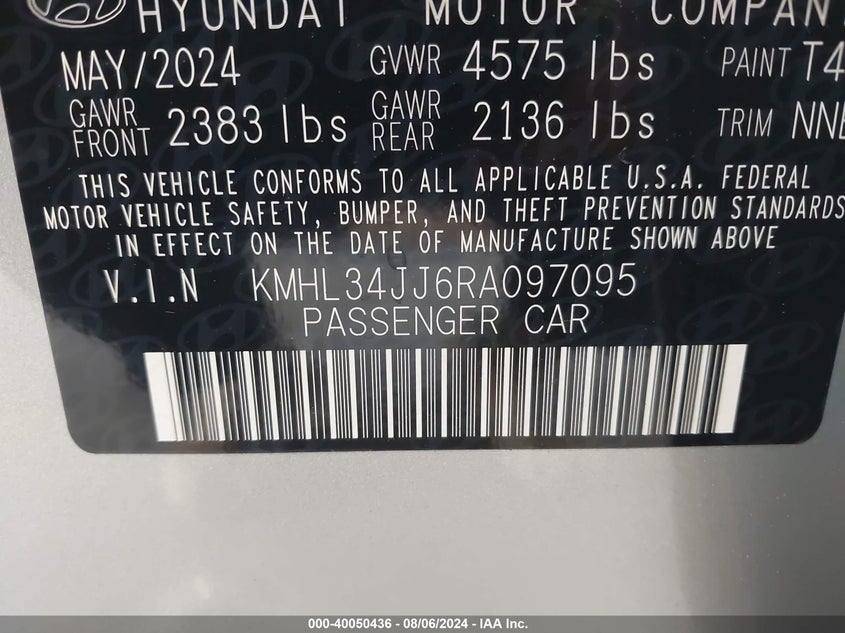 HYUNDAI MOTOR COMPAN
MAY/2024 GVWR 4575 lbs PAINT T4
GAWR FRONT 2383 lbs GAWR REAR 2136 lbs TRIM NNB
THIS VEHICLE CONFORMS TO ALL APPLICABLE U.S.A. FEDERAL
MOTOR VEHICLE SAFETY, BUMPER, AND THEFT PREVENTION STANDARDS
IN EFFECT ON THE DATE OF MANUFACTURE SHOWN ABOVE
V.I.N KMHL34JJ6RA097095
PASSENGER CAR
000-40050436 - 08/06/2024 - IAA Inc.